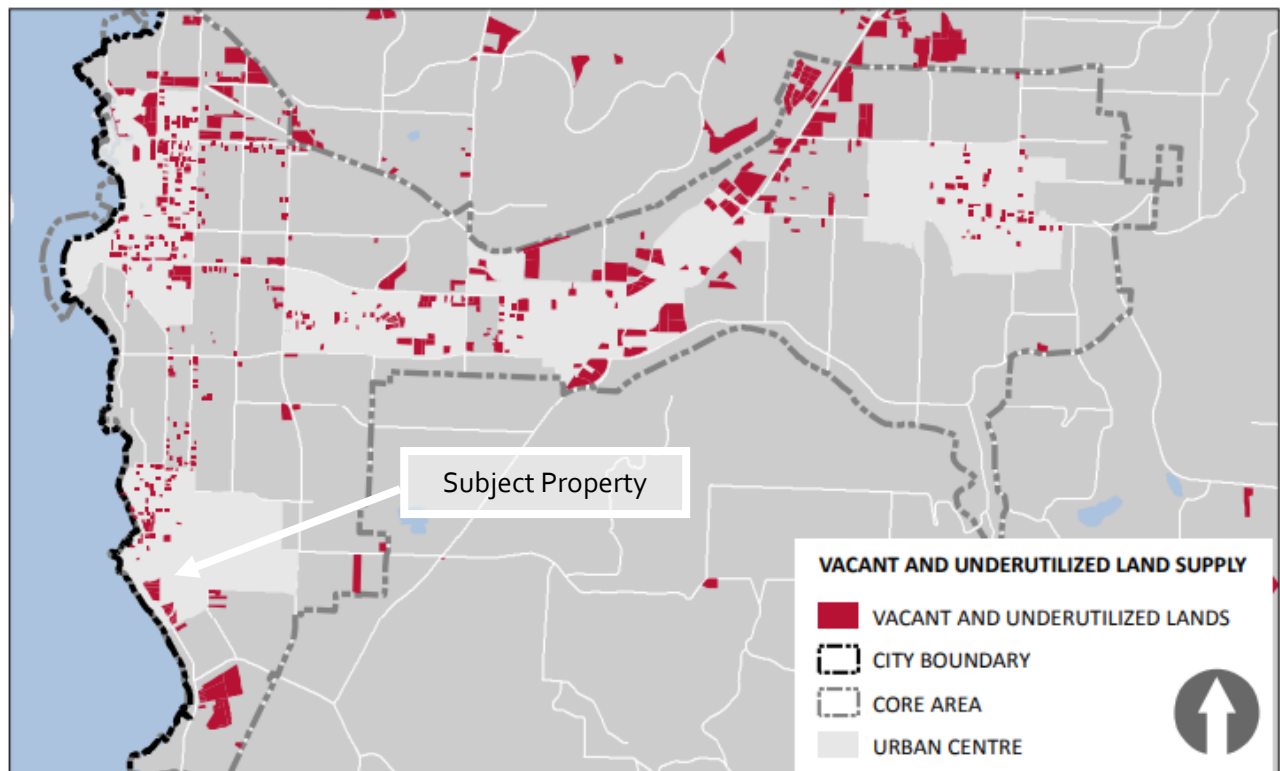 Subject Property
VACANT AND UNDERUTILIZED LAND SUPPLY
VACANT AND UNDERUTILIZED LANDS
CITY BOUNDARY
CORE AREA
URBAN CENTRE